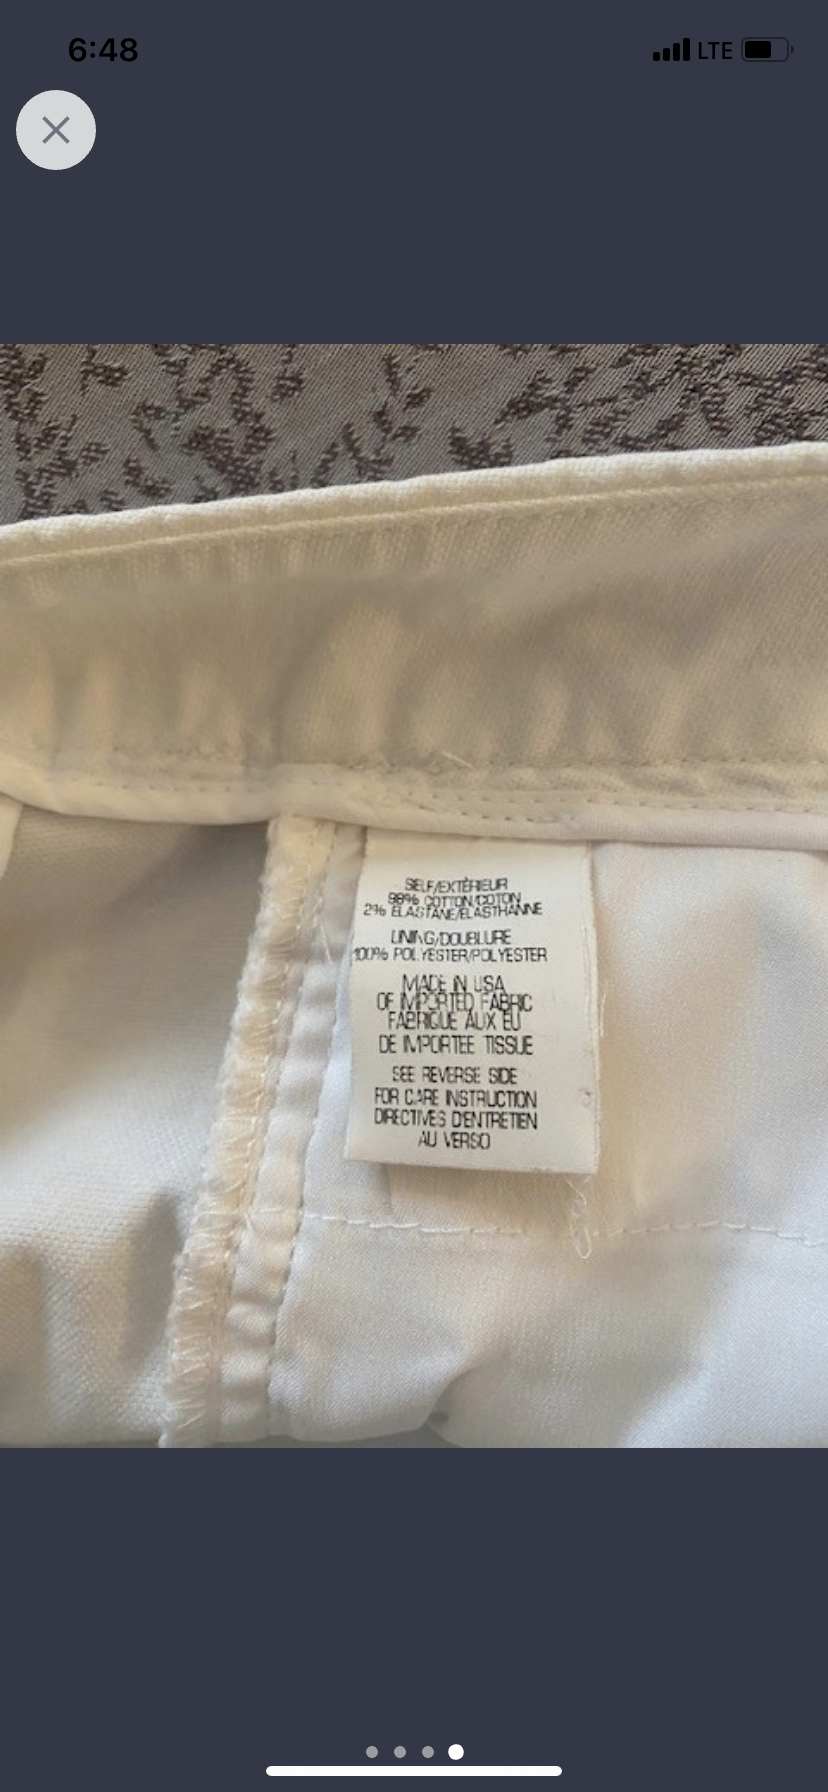 6:48
LTE
SELF/EXTÈRIEUR
98% COTTON/COTON
2% ELASTANE/ELASTHANNE
LINING/DOUBLURE
100% POLYESTER/POLYESTER
MADE IN USA
OF IMPORTED FABRIC
FABRIQUE AUX EU
DE IMPORTEE TISSUE
SEE REVERSE SIDE
FOR CARE INSTRUCTION
DIRECTIVES D'ENTRETIEN
AU VERSO